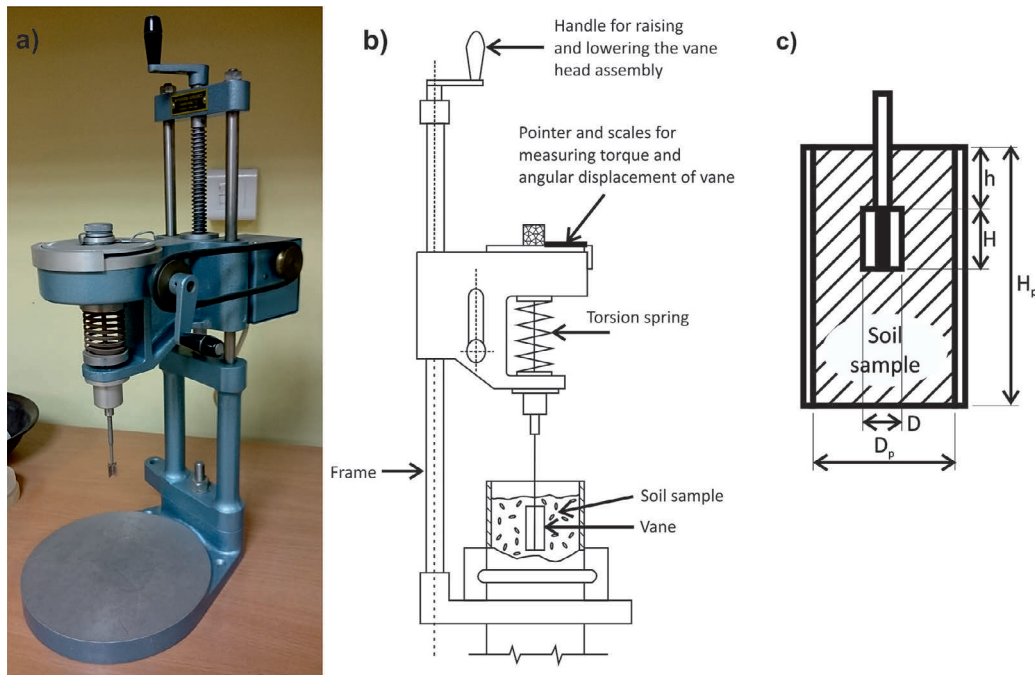 a)
b)
Handle for raising
and lowering the vane
head assembly
Pointer and scales for
measuring torque and
angular displacement of vane
Torsion spring
Frame
Soil sample
Vane
c)
h
H
Hp
Soil
sample
D
Dp